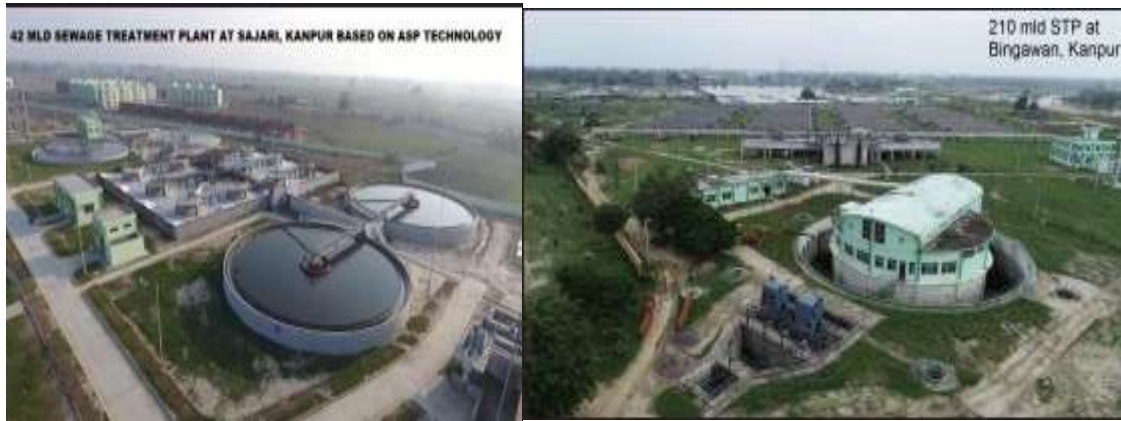 42 MLD SEWAGE TREATMENT PLANT AT SAJARI, KANPUR BASED ON ASP TECHNOLOGY
210 mld STP at
Bingawan, Kanpur